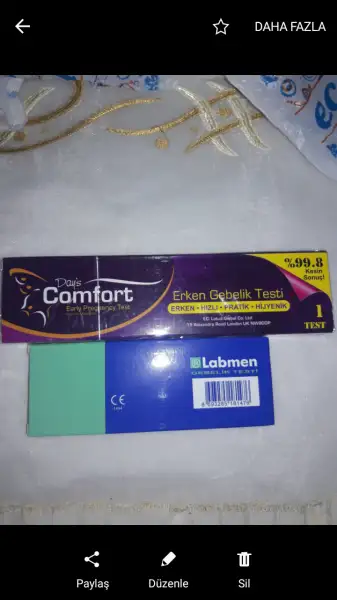 DAHA FAZLA
%99.8
Kesin
Sonuç!
Day's
Comfort
Early Pregnancy Test
Erken Gebelik Testi
ERKEN • HIZLI • PRATİK • HİJYENİK
1
TEST
Labmen
GEBELİK TESTİ
CE
Paylaş
Düzenle
Sil